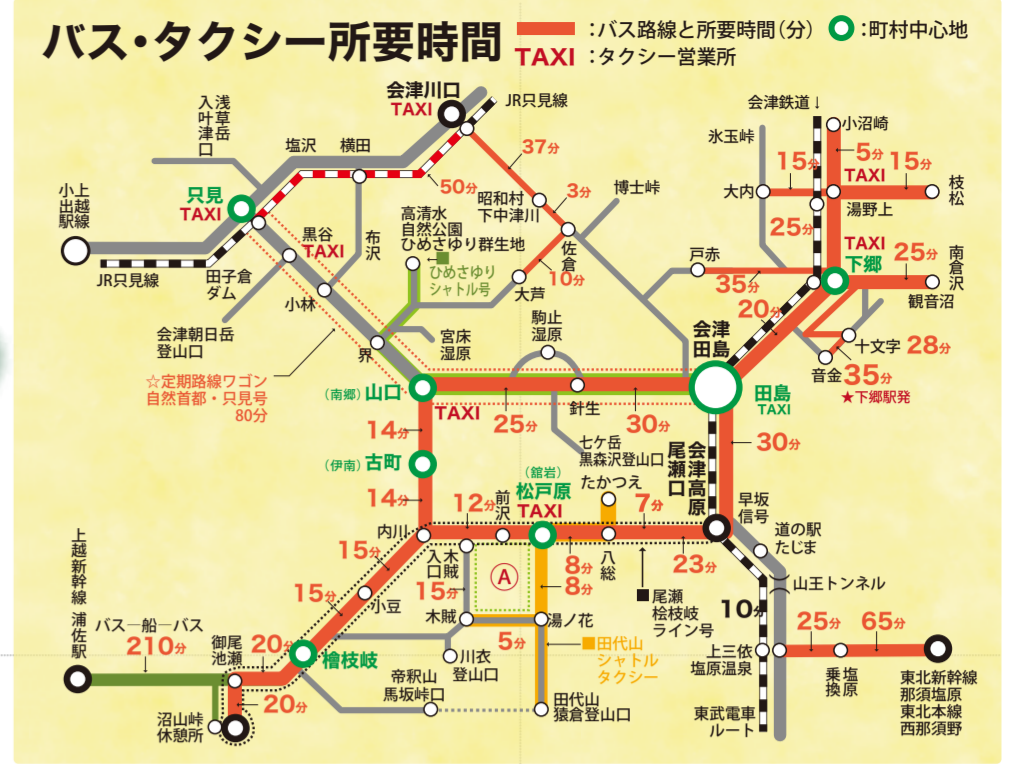 バス・タクシー所要時間
:バス路線と所要時間(分)
:町村中心地
TAXI :タクシー営業所
会津川口
TAXI
JR只見線
会津鉄道↓
浅草岳
入叶津口
塩沢
横田
37分
小沼崎
氷玉峠
5分
15分
15分
TAXI
枝松
大内
湯野上
只見
TAXI
50分
3分
昭和村
下中津川
博士峠
上越線
小出駅
高清水
自然公園
ひめさゆり群生地
25分
黒谷
TAXI
布沢
佐倉
戸赤
TAXI
下郷
25分
南倉沢
JR只見線
田子倉
ダム
ひめさゆり
シャトル号
10分
大芦
35分
観音沼
小林
20分
会津朝日岳
登山口
駒止
湿原
会津
田島
十文字
28分
界
宮床
湿原
音金
35分
★下郷駅発
☆定期路線ワゴン
自然首都・只見号
80分
(南郷)山口
TAXI
25分
針生
30分
田島
TAXI
14分
七ケ岳
黒森沢登山口
30分
会津高原
尾瀬口
(伊南)古町
(舘岩)
松戸原
TAXI
たかつえ
14分
12分
前沢
7分
早坂
信号
上越新幹線
浦佐駅
内川
道の駅
たじま
15分
木賊
入口
8分
8分
八総
23分
15分
A
山王トンネル
15分
小豆
尾瀬
桧枝岐
ライン号
10分
バス―船―バス
210分
木賊
湯ノ花
25分
65分
御池
尾瀬
20分
檜枝岐
5分
田代山
シャトル
タクシー
上三依
塩原温泉
川衣
登山口
乗換
塩原
東北新幹線
那須塩原
東北本線
西那須野
帝釈山
馬坂峠口
20分
田代山
猿倉登山口
沼山峠
休憩所
東武電車
ルート